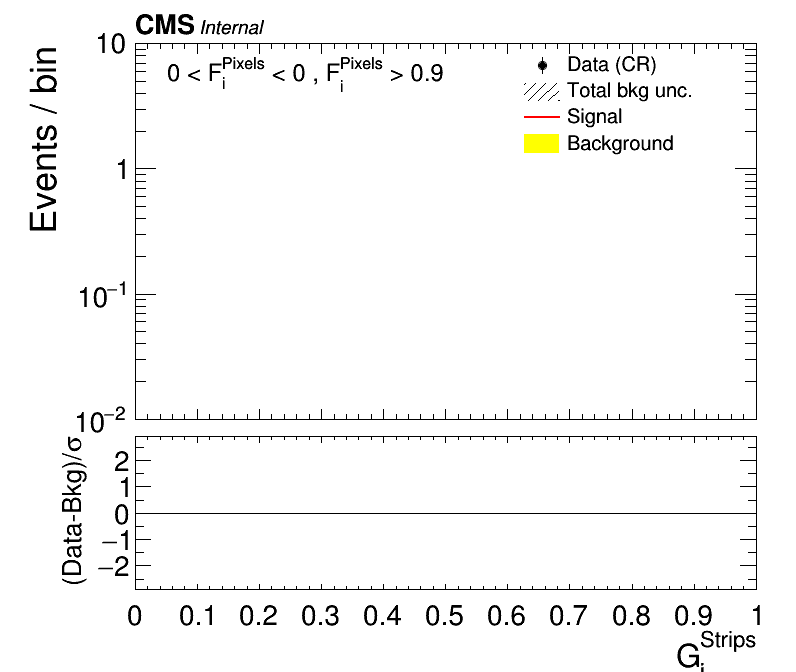 CMS Internal
0 < F_i^Pixels < 0 , F_i^Pixels > 0.9
Data (CR)
Total bkg unc.
Signal
Background
Events / bin
10
1
10^−1
10^−2
(Data-Bkg)/σ
2
1
0
−1
−2
0 0.1 0.2 0.3 0.4 0.5 0.6 0.7 0.8 0.9 1
G_i^Strips